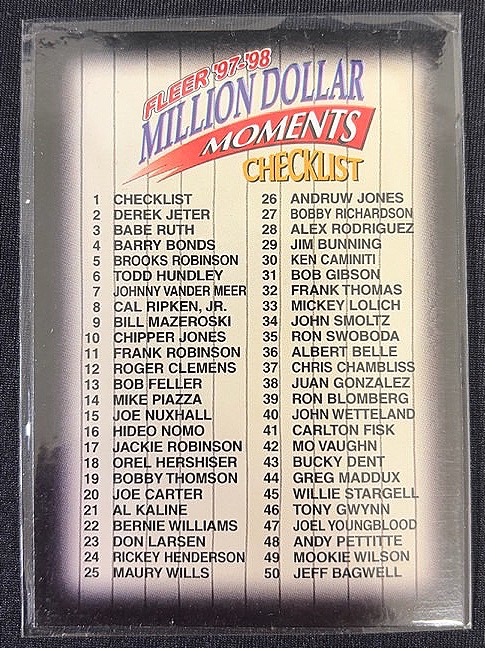 FLEER '97-'98
MILLION DOLLAR
MOMENTS
CHECKLIST
1 CHECKLIST
2 DEREK JETER
3 BABE RUTH
4 BARRY BONDS
5 BROOKS ROBINSON
6 TODD HUNDLEY
7 JOHNNY VANDER MEER
8 CAL RIPKEN, JR.
9 BILL MAZEROSKI
10 CHIPPER JONES
11 FRANK ROBINSON
12 ROGER CLEMENS
13 BOB FELLER
14 MIKE PIAZZA
15 JOE NUXHALL
16 HIDEO NOMO
17 JACKIE ROBINSON
18 OREL HERSHISER
19 BOBBY THOMSON
20 JOE CARTER
21 AL KALINE
22 BERNIE WILLIAMS
23 DON LARSEN
24 RICKEY HENDERSON
25 MAURY WILLS
26 ANDRUW JONES
27 BOBBY RICHARDSON
28 ALEX RODRIGUEZ
29 JIM BUNNING
30 KEN CAMINITI
31 BOB GIBSON
32 FRANK THOMAS
33 MICKEY LOLICH
34 JOHN SMOLTZ
35 RON SWOBODA
36 ALBERT BELLE
37 CHRIS CHAMBLISS
38 JUAN GONZALEZ
39 RON BLOMBERG
40 JOHN WETTELAND
41 CARLTON FISK
42 MO VAUGHN
43 BUCKY DENT
44 GREG MADDUX
45 WILLIE STARGELL
46 TONY GWYNN
47 JOEL YOUNGBLOOD
48 ANDY PETTITTE
49 MOOKIE WILSON
50 JEFF BAGWELL